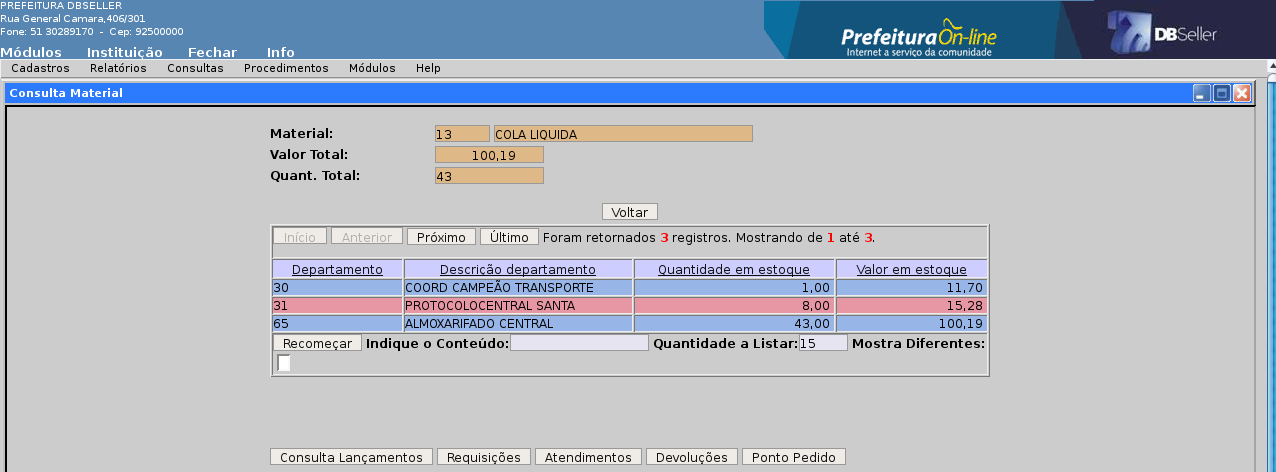 PREFEITURA DBSELLER
Rua General Camara,406/301
Fone: 51 30289170 - Cep: 92500000
Prefeitura On-line
Internet a serviço da comunidade
DBSeller
Módulos Instituição Fechar Info
Cadastros Relatórios Consultas Procedimentos Módulos Help
Consulta Material
Material: 13 COLA LIQUIDA
Valor Total: 100,19
Quant. Total: 43
Voltar
Início Anterior Próximo Último Foram retornados 3 registros. Mostrando de 1 até 3.
Departamento Descrição departamento Quantidade em estoque Valor em estoque
30 COORD CAMPEÃO TRANSPORTE 1,00 11,70
31 PROTOCOLOCENTRAL SANTA 8,00 15,28
65 ALMOXARIFADO CENTRAL 43,00 100,19
Recomeçar Indique o Conteúdo: Quantidade a Listar: 15 Mostra Diferentes:
Consulta Lançamentos Requisições Atendimentos Devoluções Ponto Pedido